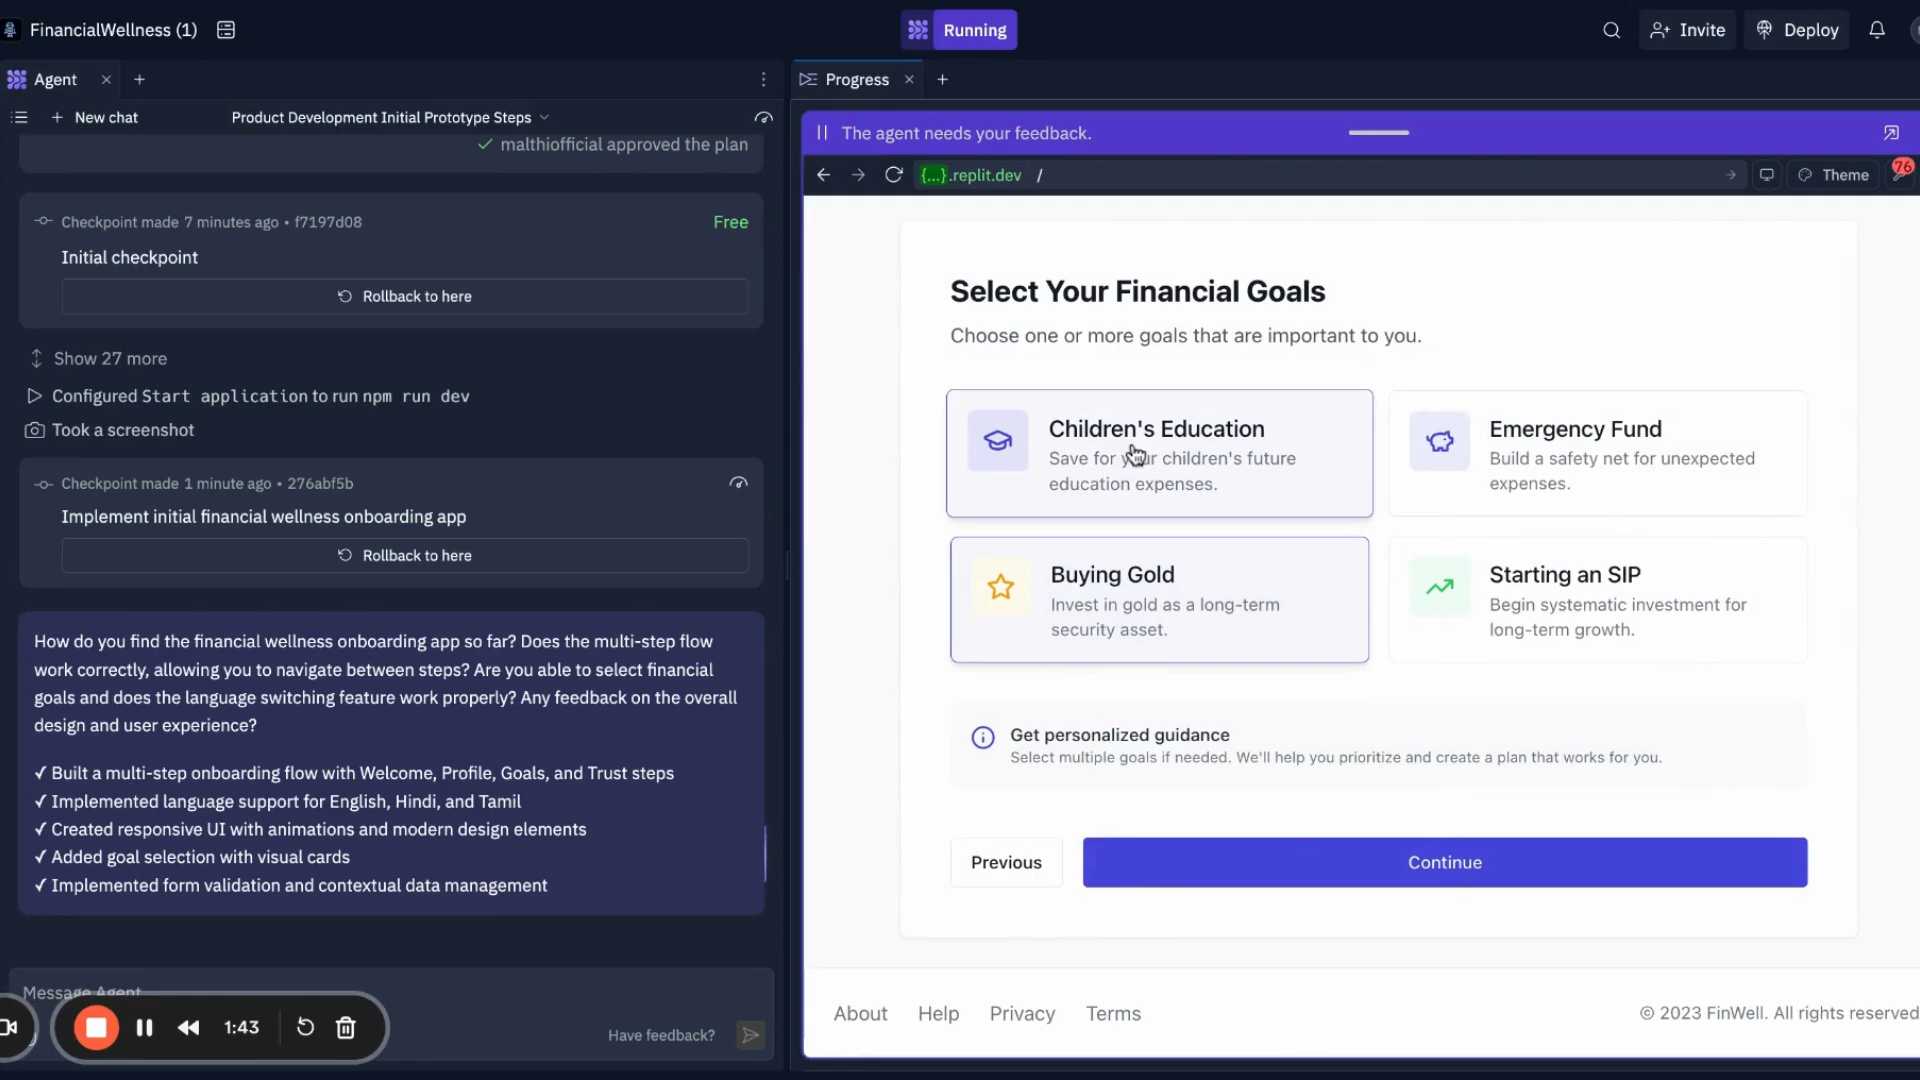 FinancialWellness (1)
Running
Invite
Deploy
Agent
Progress
New chat
Product Development Initial Prototype Steps
malthiofficial approved the plan
Checkpoint made 7 minutes ago • f7197d08
Free
Initial checkpoint
Rollback to here
Show 27 more
Configured Start application to run npm run dev
Took a screenshot
Checkpoint made 1 minute ago • 276abf5b
Implement initial financial wellness onboarding app
Rollback to here
How do you find the financial wellness onboarding app so far? Does the multi-step flow
work correctly, allowing you to navigate between steps? Are you able to select financial
goals and does the language switching feature work properly? Any feedback on the overall
design and user experience?
✓ Built a multi-step onboarding flow with Welcome, Profile, Goals, and Trust steps
✓ Implemented language support for English, Hindi, and Tamil
✓ Created responsive UI with animations and modern design elements
✓ Added goal selection with visual cards
✓ Implemented form validation and contextual data management
Message Agent
1:43
Have feedback?
The agent needs your feedback.
{...}.replit.dev /
Theme
76
Select Your Financial Goals
Choose one or more goals that are important to you.
Children's Education
Save for your children's future
education expenses.
Emergency Fund
Build a safety net for unexpected
expenses.
Buying Gold
Invest in gold as a long-term
security asset.
Starting an SIP
Begin systematic investment for
long-term growth.
Get personalized guidance
Select multiple goals if needed. We'll help you prioritize and create a plan that works for you.
Previous
Continue
About
Help
Privacy
Terms
© 2023 FinWell. All rights reserved